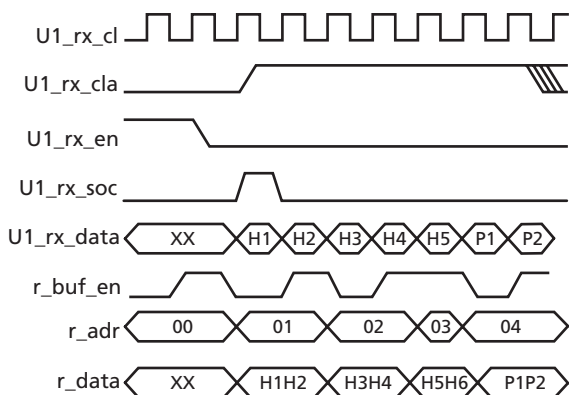 U1_rx_cl
U1_rx_cla
U1_rx_en
U1_rx_soc
U1_rx_data XX H1 H2 H3 H4 H5 P1 P2
r_buf_en
r_adr 00 01 02 03 04
r_data XX H1H2 H3H4 H5H6 P1P2